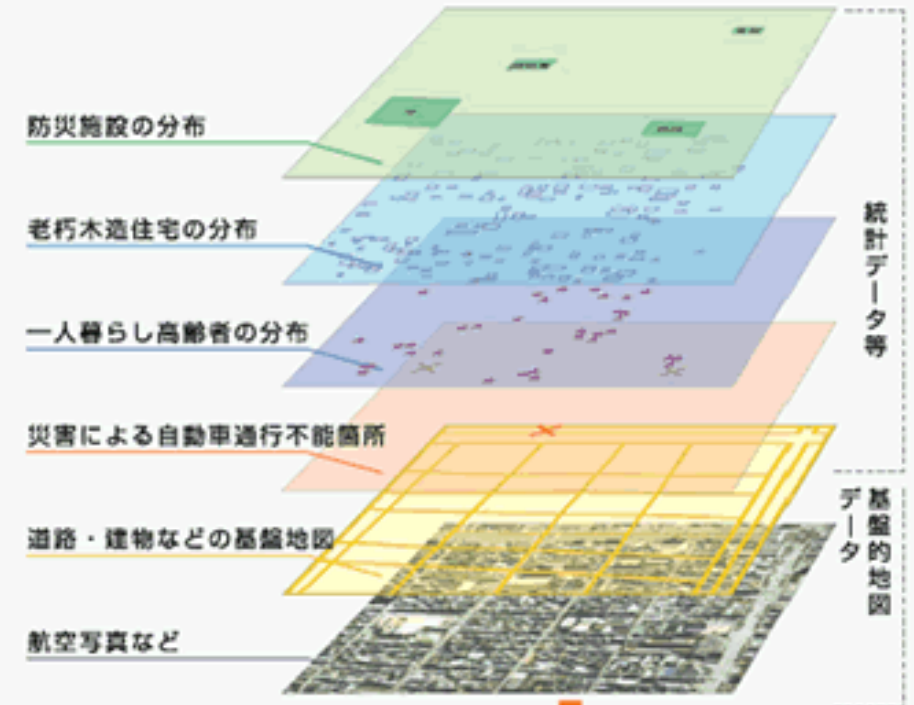 防災施設の分布
老朽木造住宅の分布
一人暮らし高齢者の分布
災害による自動車通行不能箇所
道路・建物などの基盤地図
航空写真など
統計データ等
基盤的地図
データ